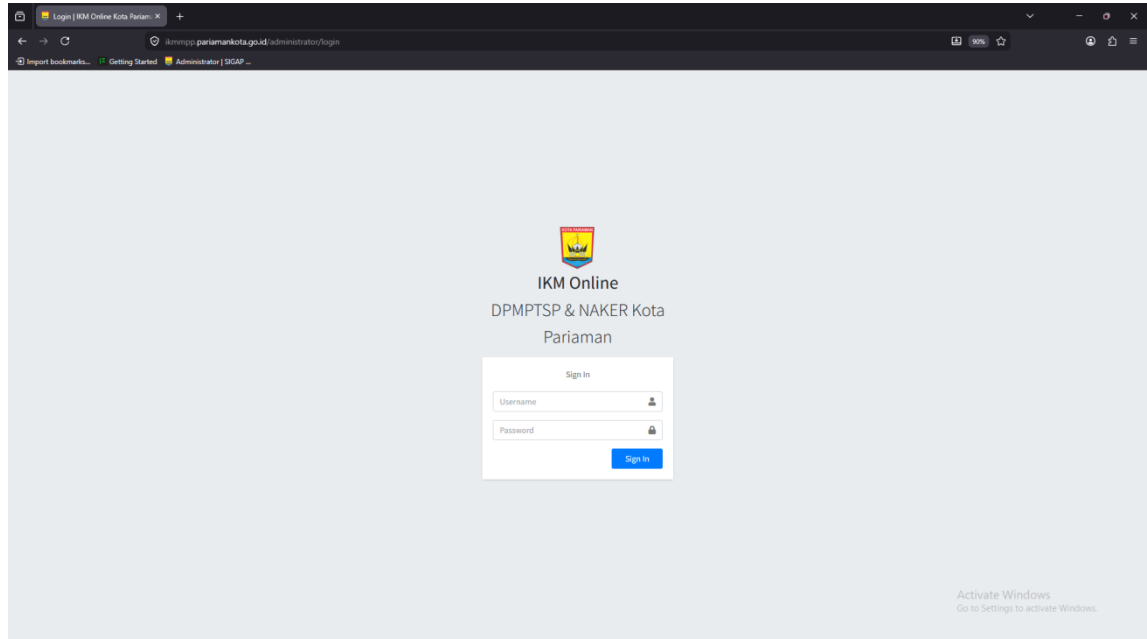 Login | IKM Online Kota Pariam
ikmmpp.pariamankota.go.id/administrator/login
90%
Import bookmarks...
Getting Started
Administrator | SIGAP ...
KOTA PARIAMAN
IKM Online
DPMPTSP & NAKER Kota
Pariaman
Sign In
Username
Password
Sign In
Activate Windows
Go to Settings to activate Windows.